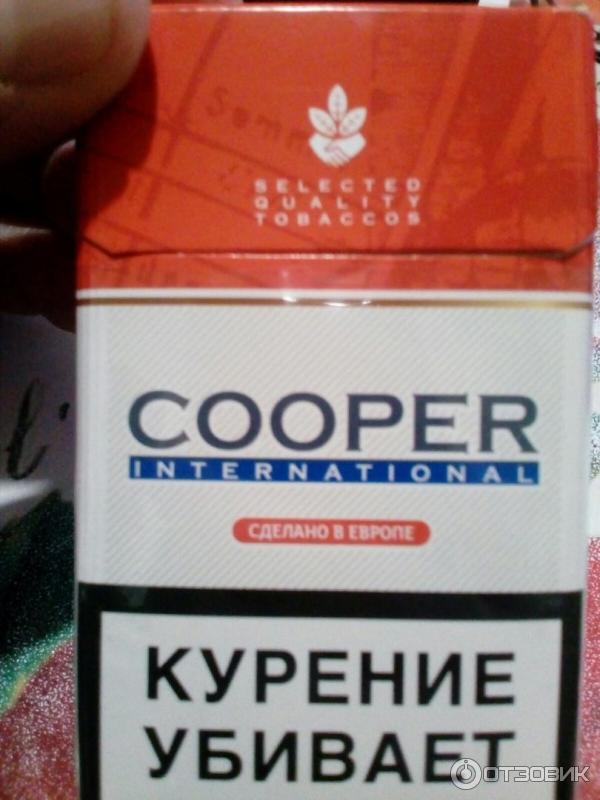 SELECTED
QUALITY
TOBACCOS
COOPER
INTERNATIONAL
СДЕЛАНО В ЕВРОПЕ
КУРЕНИЕ
УБИВАЕТ
ОТЗОВИК